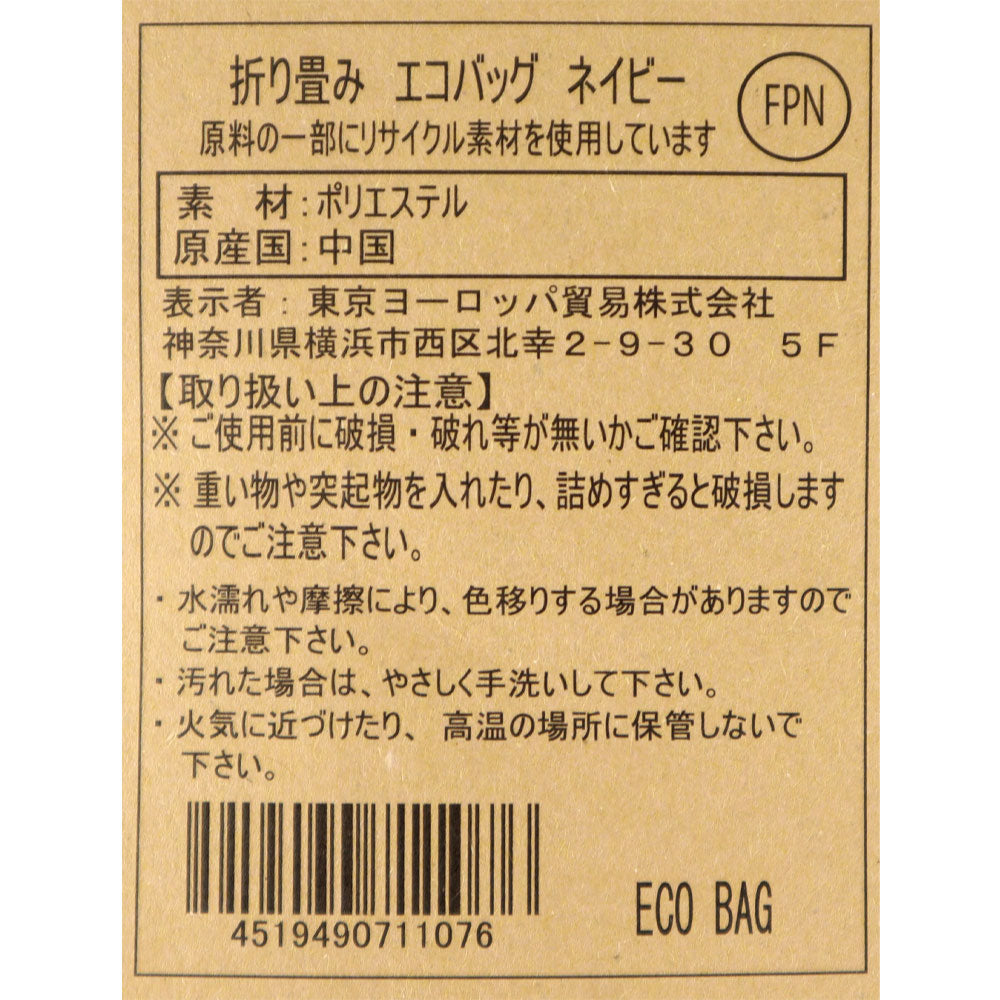 折り畳み エコバッグ ネイビー
FPN
原料の一部にリサイクル素材を使用しています
素　材：ポリエステル
原産国：中国
表示者：東京ヨーロッパ貿易株式会社
神奈川県横浜市西区北幸２－９－３０　５Ｆ
【取り扱い上の注意】
※ ご使用前に破損・破れ等が無いかご確認下さい。
※ 重い物や突起物を入れたり、詰めすぎると破損します
のでご注意下さい。
・水濡れや摩擦により、色移りする場合がありますので
ご注意下さい。
・汚れた場合は、やさしく手洗いして下さい。
・火気に近づけたり、高温の場所に保管しないで
下さい。
4519490711076
ECO BAG